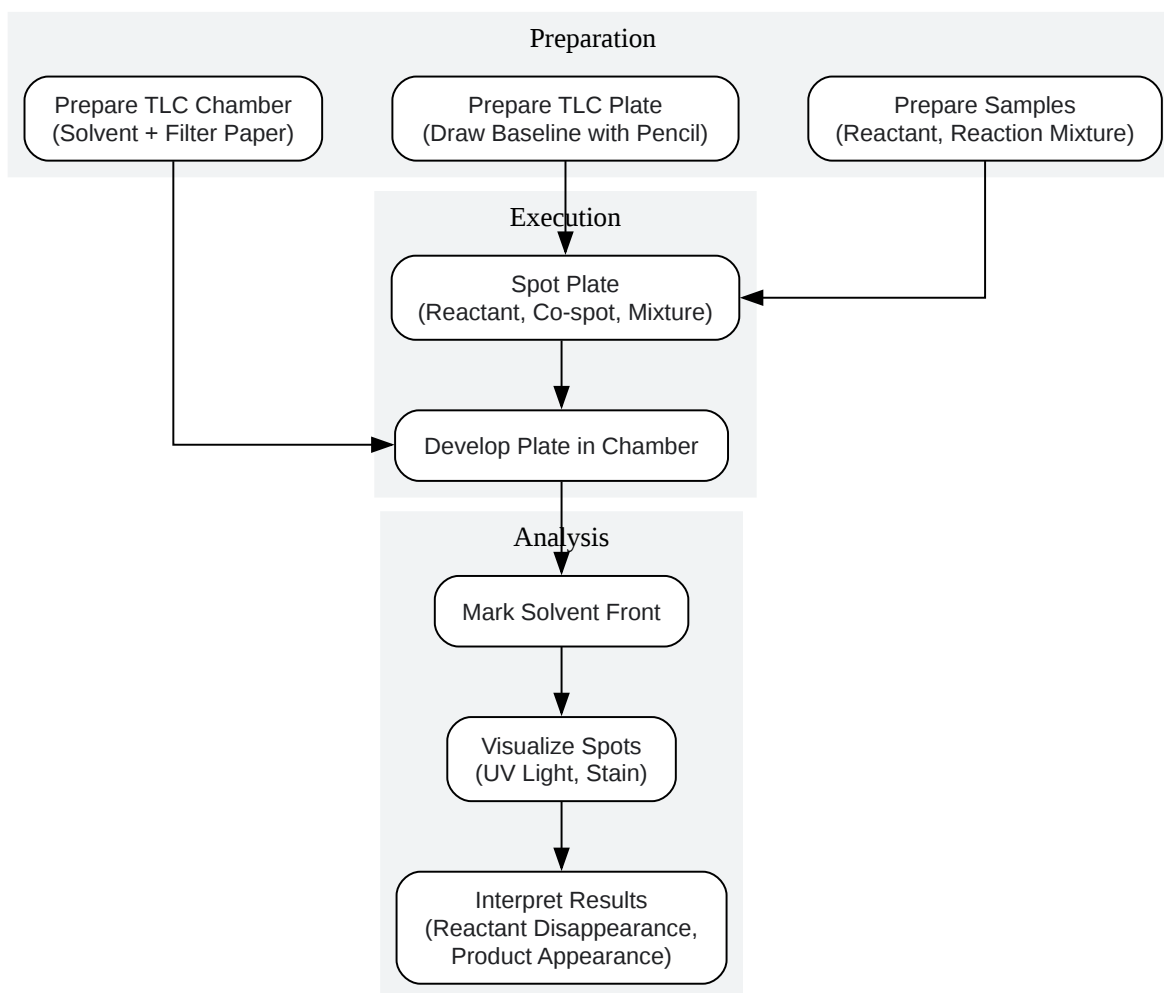 Preparation
Prepare TLC Chamber
(Solvent + Filter Paper)
Prepare TLC Plate
(Draw Baseline with Pencil)
Prepare Samples
(Reactant, Reaction Mixture)
Execution
Spot Plate
(Reactant, Co-spot, Mixture)
Develop Plate in Chamber
Analysis
Mark Solvent Front
Visualize Spots
(UV Light, Stain)
Interpret Results
(Reactant Disappearance,
Product Appearance)